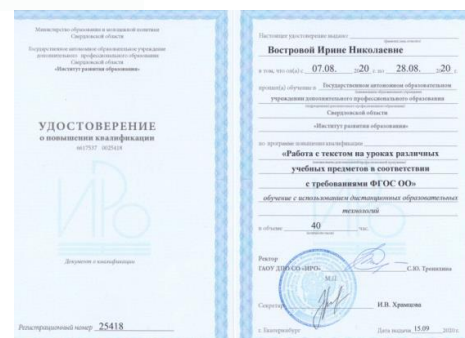 Министерство образования и молодежной политики
Свердловской области
Государственное автономное образовательное учреждение
дополнительного профессионального образования
Свердловской области
«Институт развития образования»
УДОСТОВЕРЕНИЕ
о повышении квалификации
Документ о квалификации
Регистрационный номер 25418
Настоящее удостоверение выдано
Востровой Ирине Николаевне
в том, что он(а) с 07.08. 2020 г. по 28.08. 2020 г.
прошел(а) обучение в Государственном автономном образовательном
учреждении дополнительного профессионального образования
Свердловской области
«Институт развития образования»
по программе повышения квалификации
«Работа с текстом на уроках различных
учебных предметов в соответствии
с требованиями ФГОС ОО»
обучение с использованием дистанционных образовательных
технологий
в объеме 40 час.
Ректор
ГАОУ ДПО СО «ИРО» С.Ю. Тренихина
М.П.
Секретарь И.В. Храмцова
г. Екатеринбург Дата выдачи 15.09 2020 г.